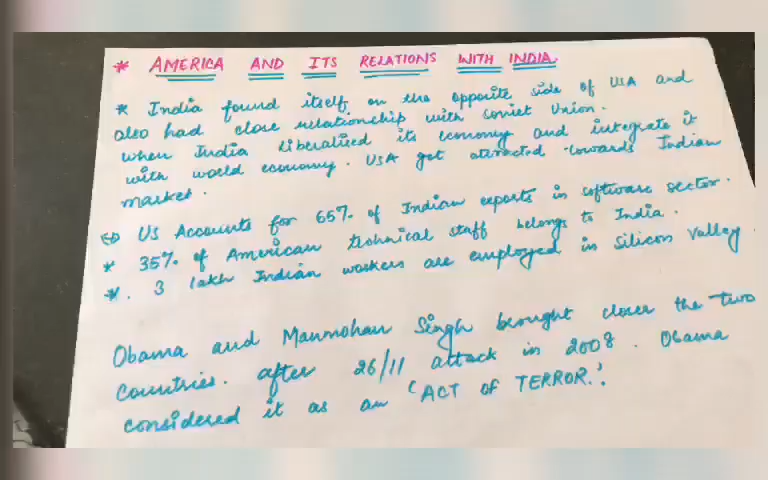 * AMERICA AND ITS RELATIONS WITH INDIA
* India found itself on the opposite side of USA and
also had close relationship with Soviet Union.
when India liberalised its economy and integrate it
with world economy. USA get attracted towards Indian
market.
⇔ US Accounts for 65% of Indian exports in software sector.
* 35% of American technical staff belongs to India.
*. 3 lakh Indian workers are employed in Silicon Valley
Obama and Manmohan Singh brought closer the two
countries. after 26/11 attack in 2008. Obama
considered it as an 'ACT OF TERROR.'.